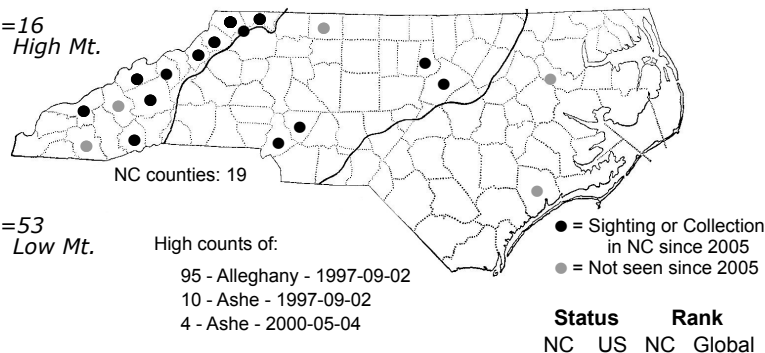 =16
High Mt.
NC counties: 19
=53
Low Mt.
High counts of:
95 - Alleghany - 1997-09-02
10 - Ashe - 1997-09-02
4 - Ashe - 2000-05-04
= Sighting or Collection
in NC since 2005
= Not seen since 2005
Status Rank
NC US NC Global